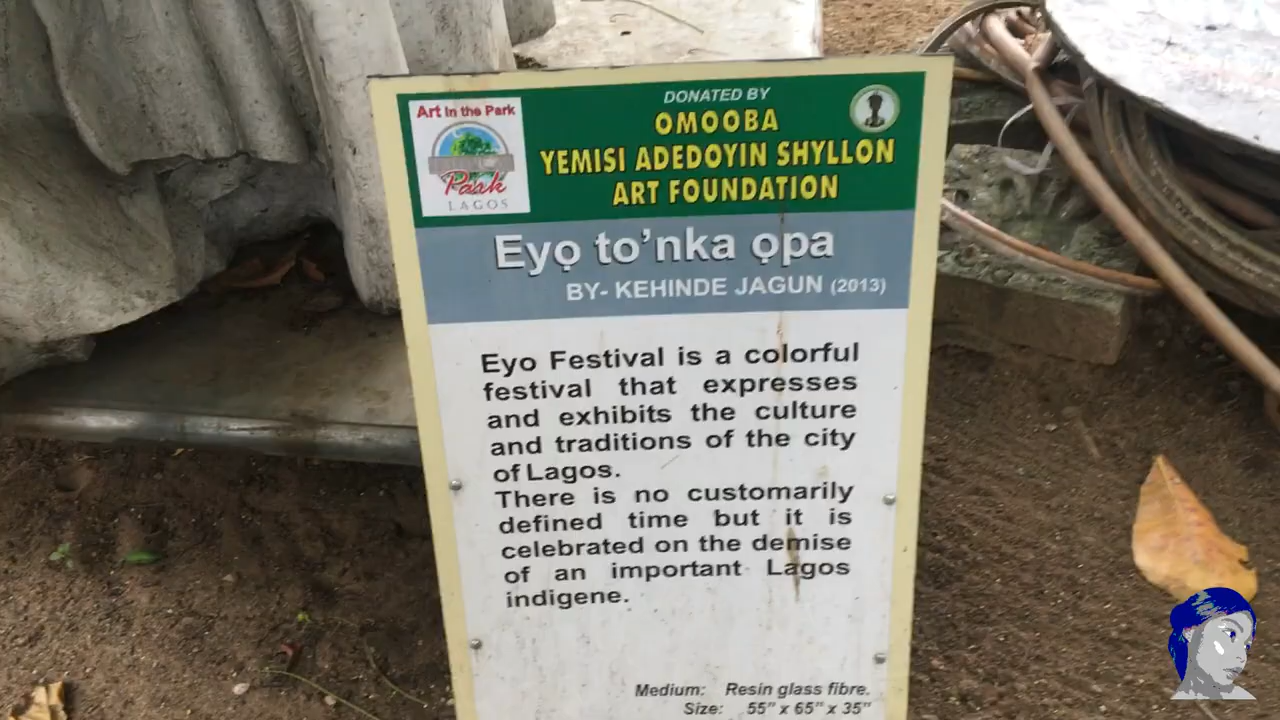 Art in the Park
Park
LAGOS
DONATED BY
OMOOBA
YEMISI ADEDOYIN SHYLLON
ART FOUNDATION
Eyọ to’nka ọpa
BY- KEHINDE JAGUN (2013)
Eyo Festival is a colorful
festival that expresses
and exhibits the culture
and traditions of the city
of Lagos.
There is no customarily
defined time but it is
celebrated on the demise
of an important Lagos
indigene.
Medium: Resin glass fibre.
Size: 55” x 65” x 35”